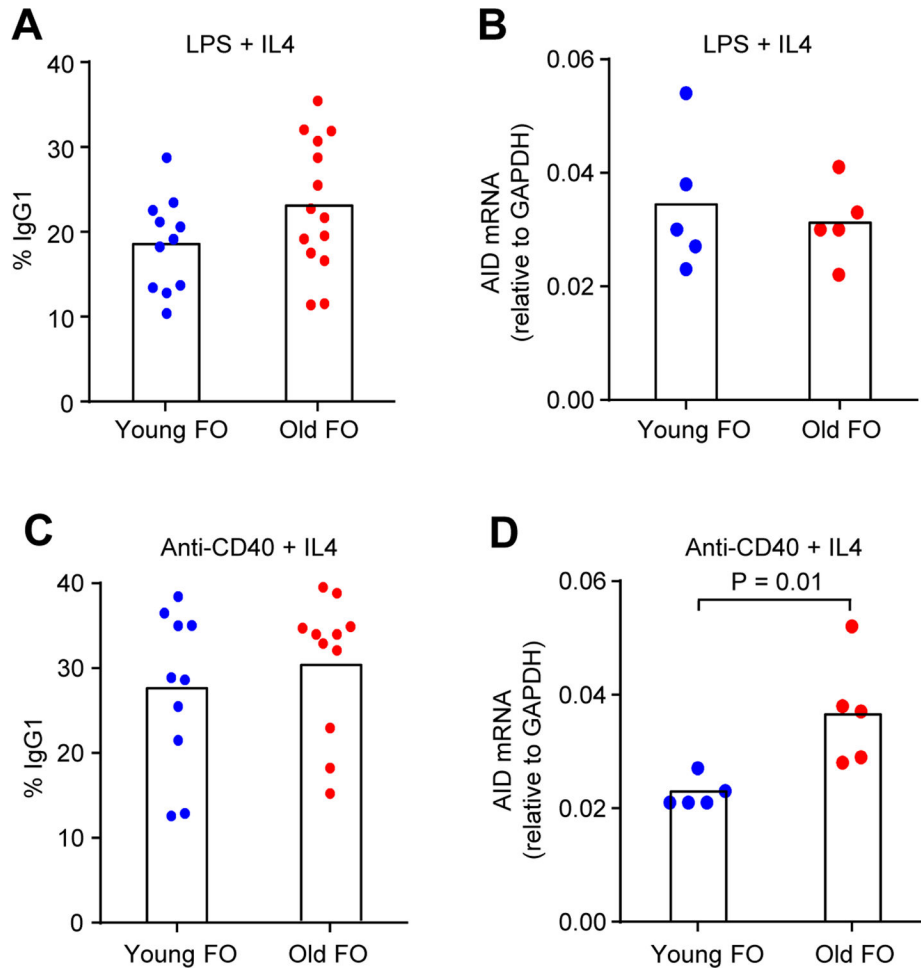 A
LPS + IL4
% IgG1
40
30
20
10
0
Young FO
Old FO
B
LPS + IL4
AID mRNA
(relative to GAPDH)
0.06
0.04
0.02
0.00
Young FO
Old FO
C
Anti-CD40 + IL4
% IgG1
40
30
20
10
0
Young FO
Old FO
D
Anti-CD40 + IL4
P = 0.01
AID mRNA
(relative to GAPDH)
0.06
0.04
0.02
0.00
Young FO
Old FO